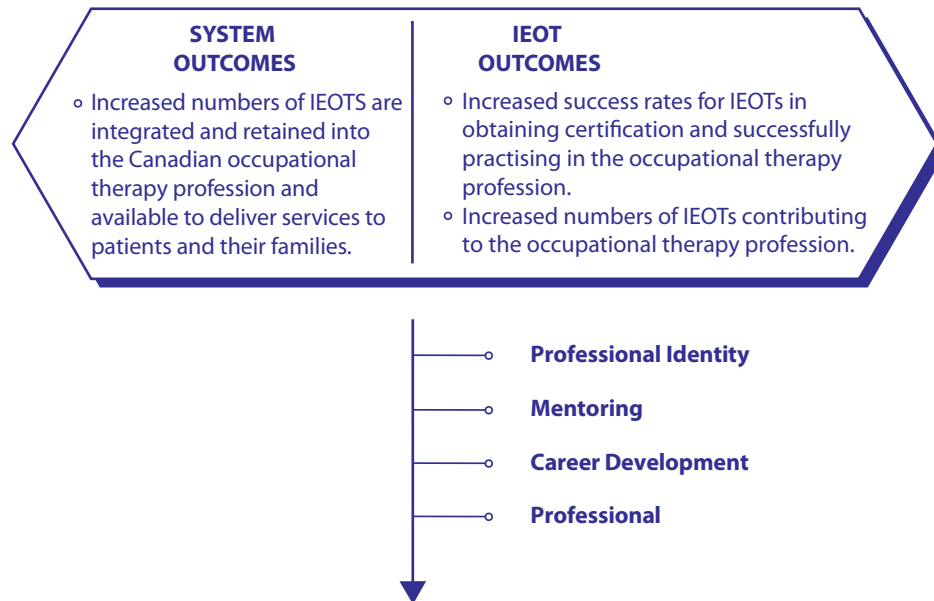 SYSTEM
OUTCOMES
◦ Increased numbers of IEOTS are
integrated and retained into
the Canadian occupational
therapy profession and
available to deliver services to
patients and their families.
IEOT
OUTCOMES
◦ Increased success rates for IEOTs in
obtaining certification and successfully
practising in the occupational therapy
profession.
◦ Increased numbers of IEOTs contributing
to the occupational therapy profession.
Professional Identity
Mentoring
Career Development
Professional